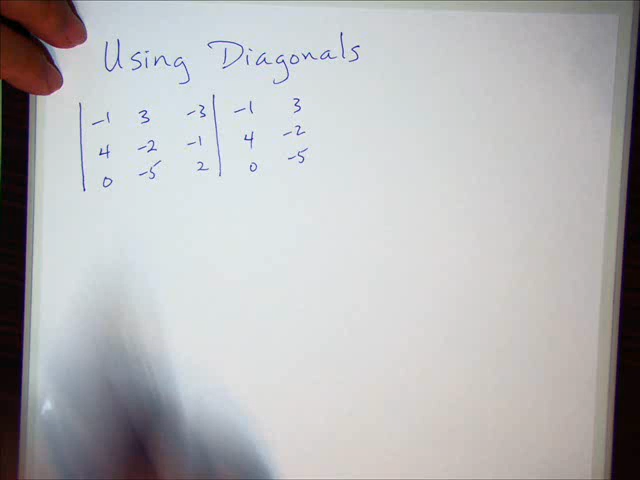 Using Diagonals
| -1 3 -3 | -1 3
| 4 -2 -1 | 4 -2
| 0 -5 2 | 0 -5